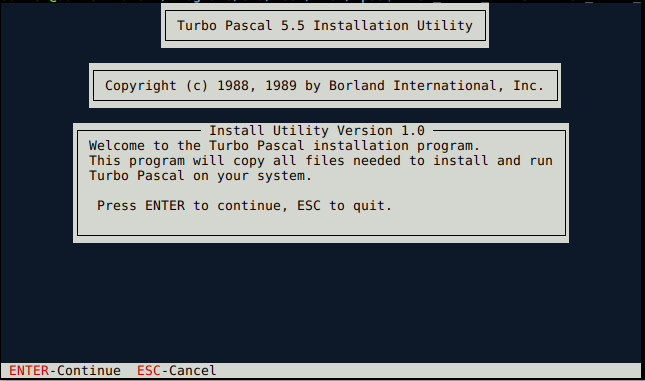 Turbo Pascal 5.5 Installation Utility
Copyright (c) 1988, 1989 by Borland International, Inc.
Install Utility Version 1.0
Welcome to the Turbo Pascal installation program.
This program will copy all files needed to install and run
Turbo Pascal on your system.
Press ENTER to continue, ESC to quit.
ENTER-Continue ESC-Cancel